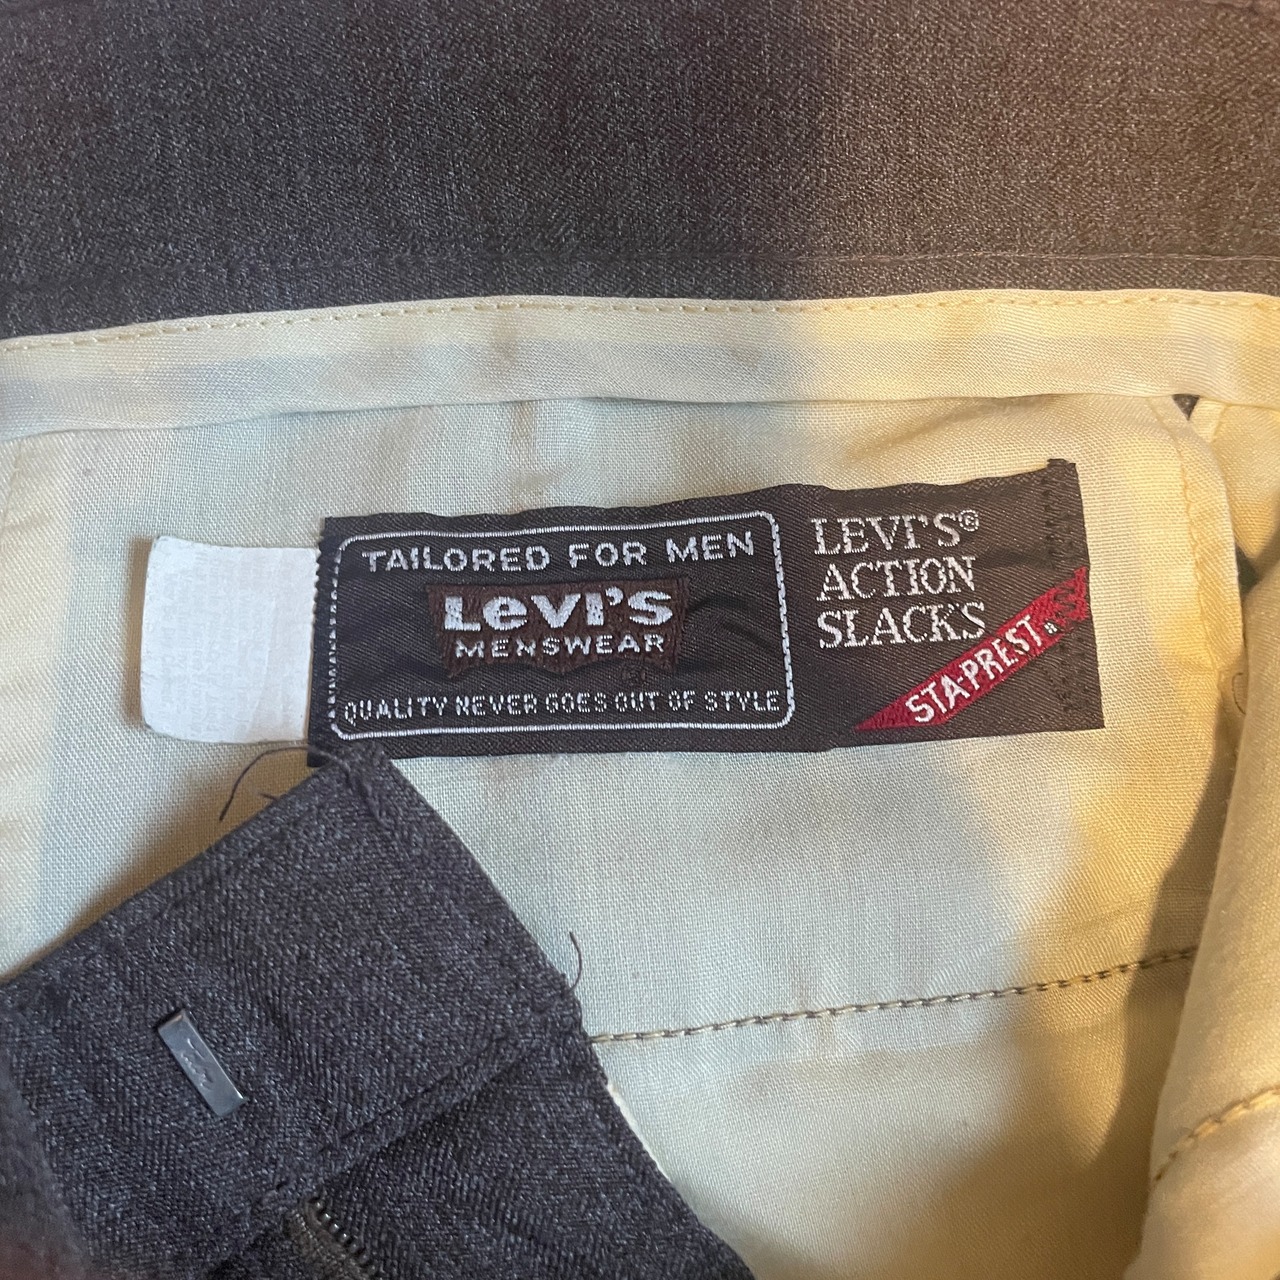 TAILORED FOR MEN
LEVI'S
MENSWEAR
QUALITY NEVER GOES OUT OF STYLE
LEVI'S®
ACTION
SLACKS
STA-PREST®